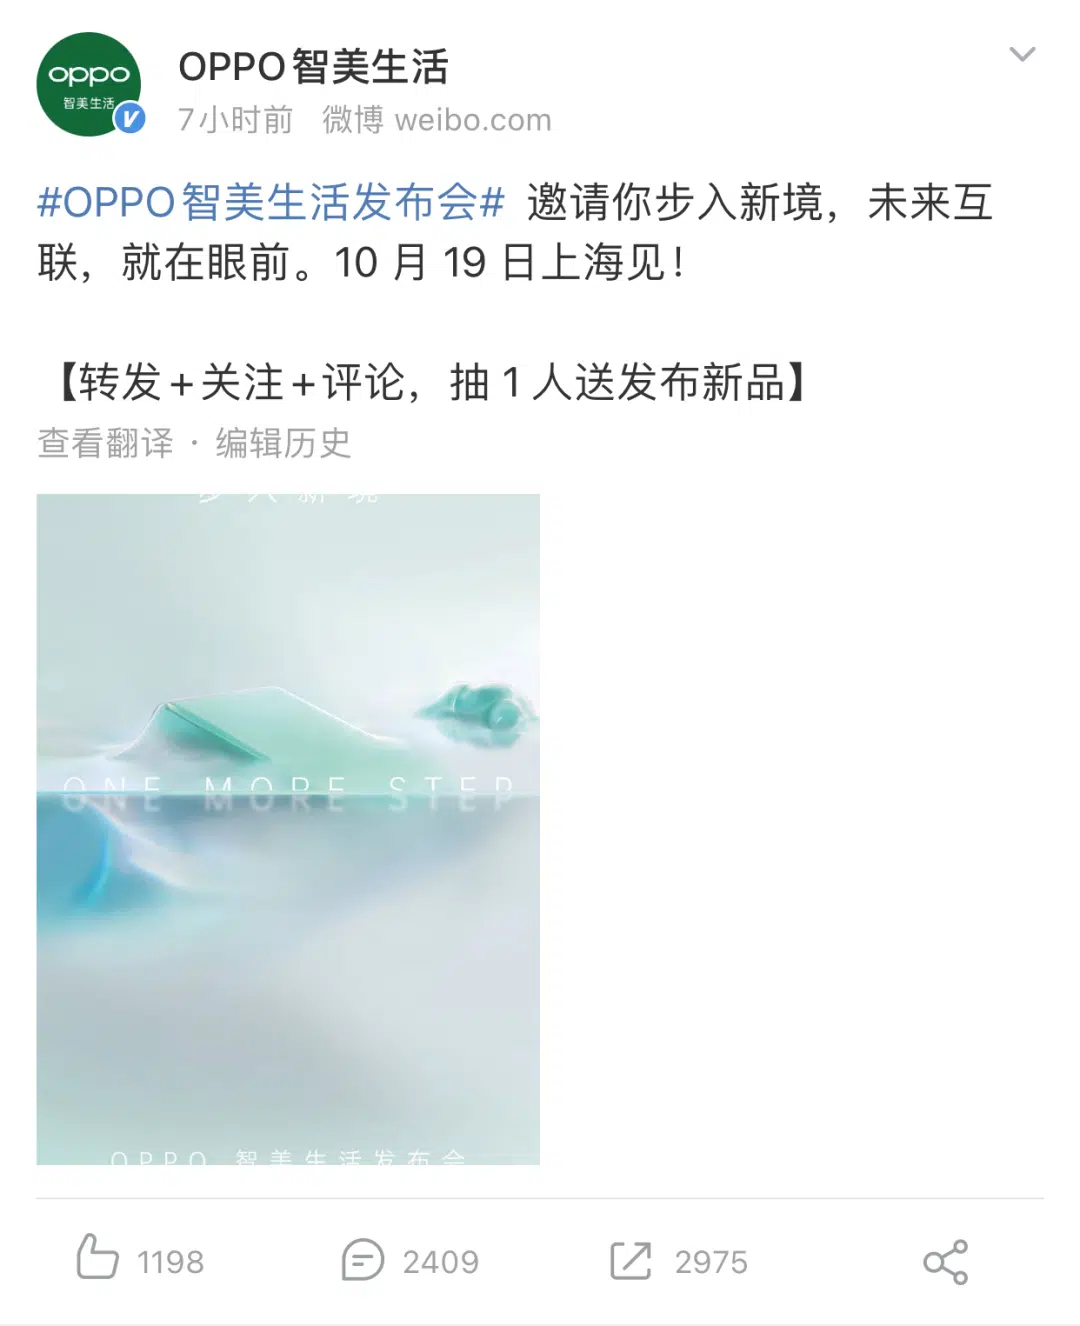 oppo
智美生活
OPPO智美生活
7小时前 微博 weibo.com
#OPPO智美生活发布会# 邀请你步入新境，未来互
联，就在眼前。10 月 19 日上海见！
【转发+关注+评论，抽 1 人送发布新品】
查看翻译 · 编辑历史
步入新境
ONE MORE STEP
OPPO 智美生活发布会
1198
2409
2975